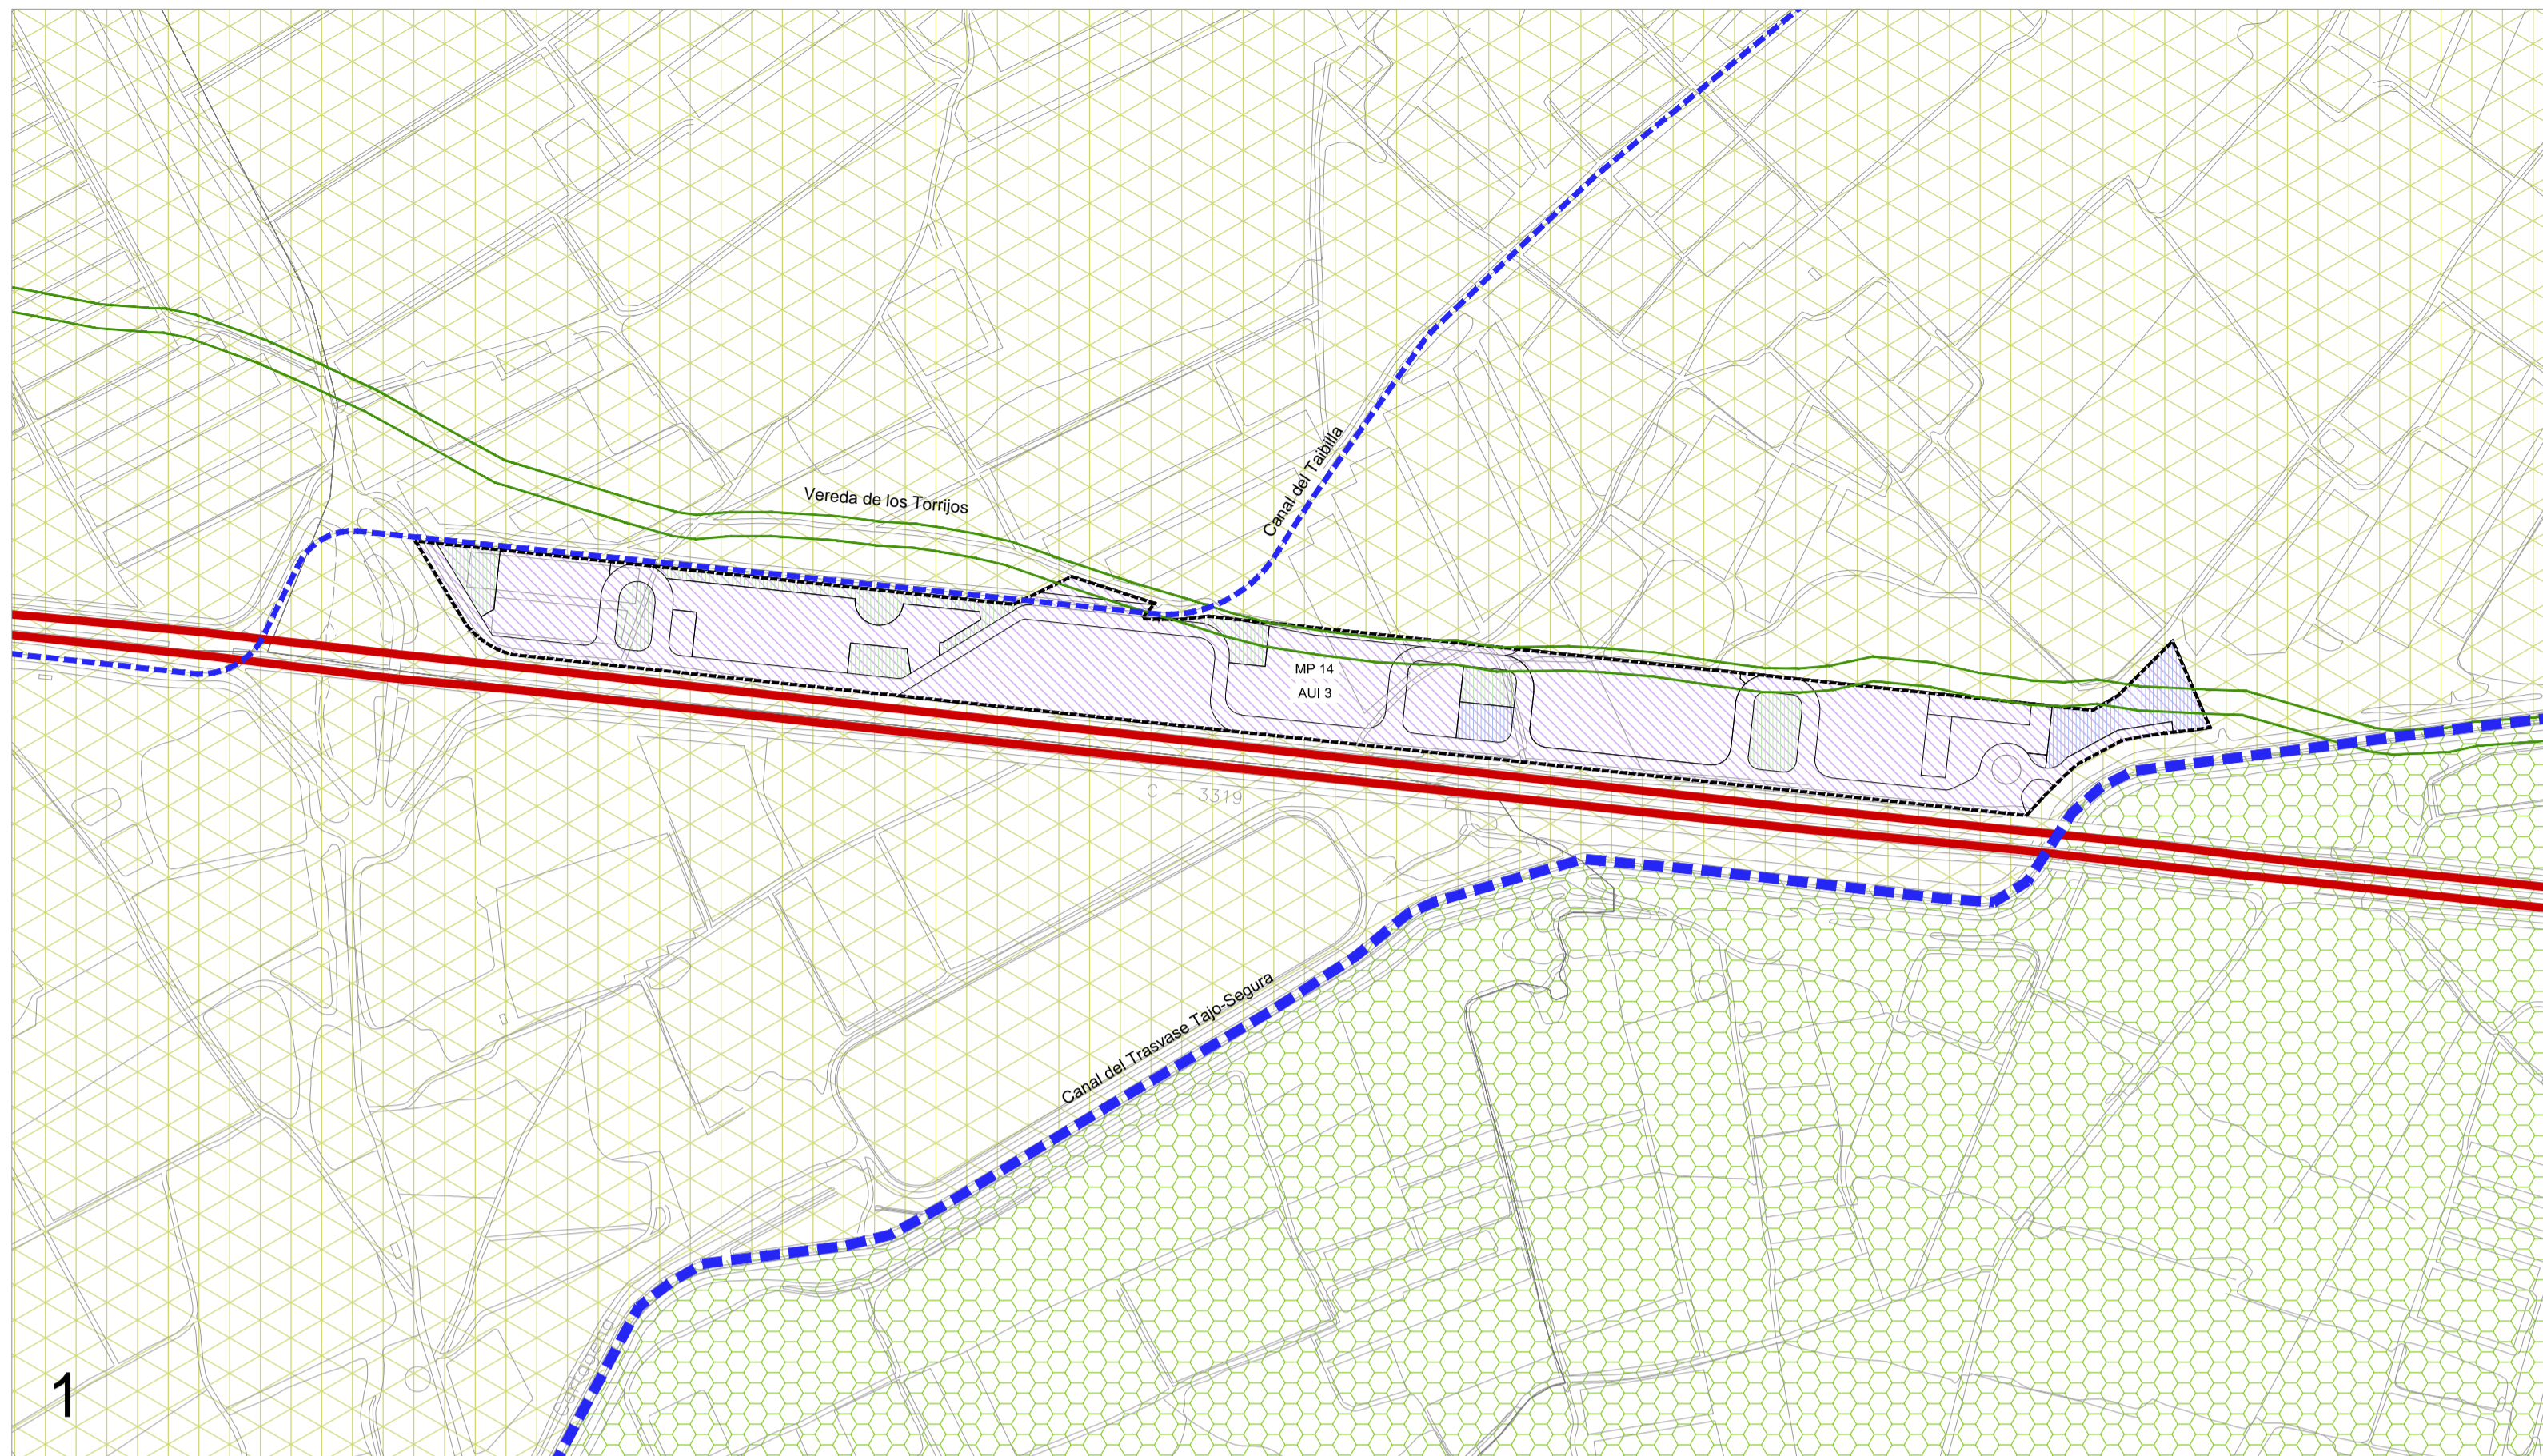 Vereda de los Torrijos
Canal del Taibilla
MP 14
AUI 3
C - 3319
Canal del Trasvase Tajo-Segura
1